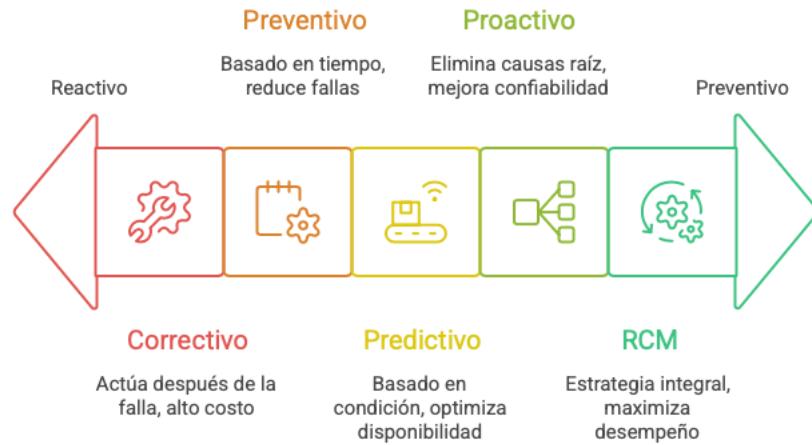 Preventivo
Basado en tiempo,
reduce fallas
Proactivo
Elimina causas raíz,
mejora confiabilidad
Reactivo
Preventivo
Correctivo
Actúa después de la
falla, alto costo
Predictivo
Basado en
condición, optimiza
disponibilidad
RCM
Estrategia integral,
maximiza
desempeño